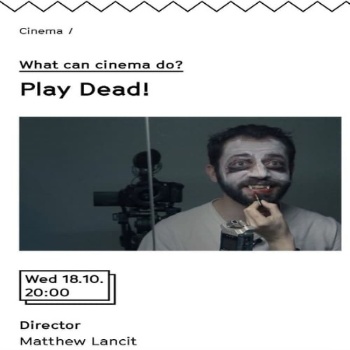 Cinema /
What can cinema do?
Play Dead!
Wed 18.10.
20:00
Director
Matthew Lancit